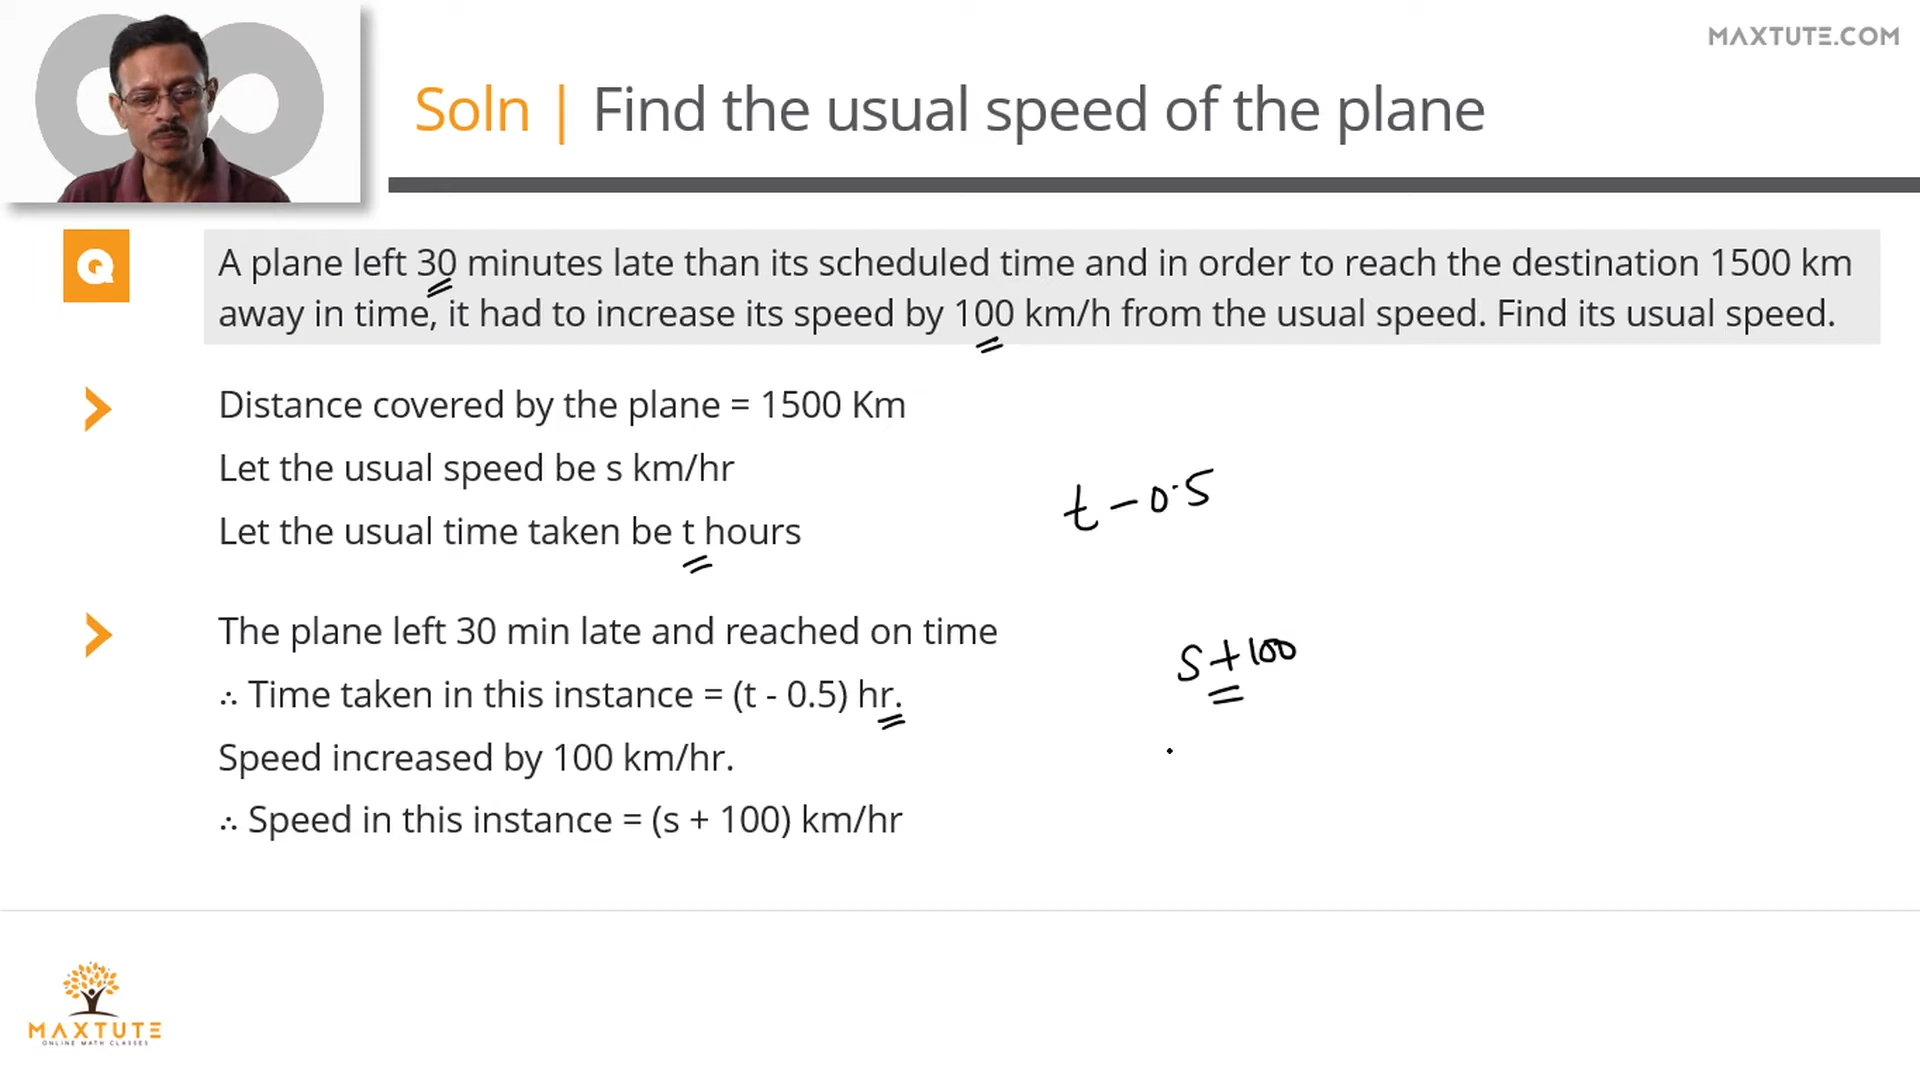 MAXTUTE.COM
Soln | Find the usual speed of the plane
Q
A plane left 30 minutes late than its scheduled time and in order to reach the destination 1500 km
away in time, it had to increase its speed by 100 km/h from the usual speed. Find its usual speed.
Distance covered by the plane = 1500 Km
Let the usual speed be s km/hr
t - 0.5
Let the usual time taken be t hours
The plane left 30 min late and reached on time
s + 100
∴ Time taken in this instance = (t - 0.5) hr.
Speed increased by 100 km/hr.
∴ Speed in this instance = (s + 100) km/hr
MAXTUTE
ONLINE MATH CLASSES